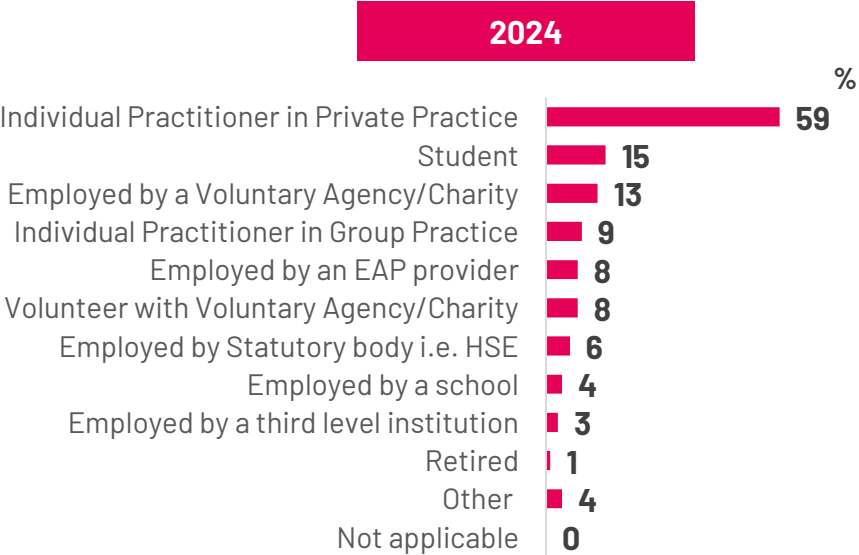 2024
%
Individual Practitioner in Private Practice 59
Student 15
Employed by a Voluntary Agency/Charity 13
Individual Practitioner in Group Practice 9
Employed by an EAP provider 8
Volunteer with Voluntary Agency/Charity 8
Employed by Statutory body i.e. HSE 6
Employed by a school 4
Employed by a third level institution 3
Retired 1
Other 4
Not applicable 0